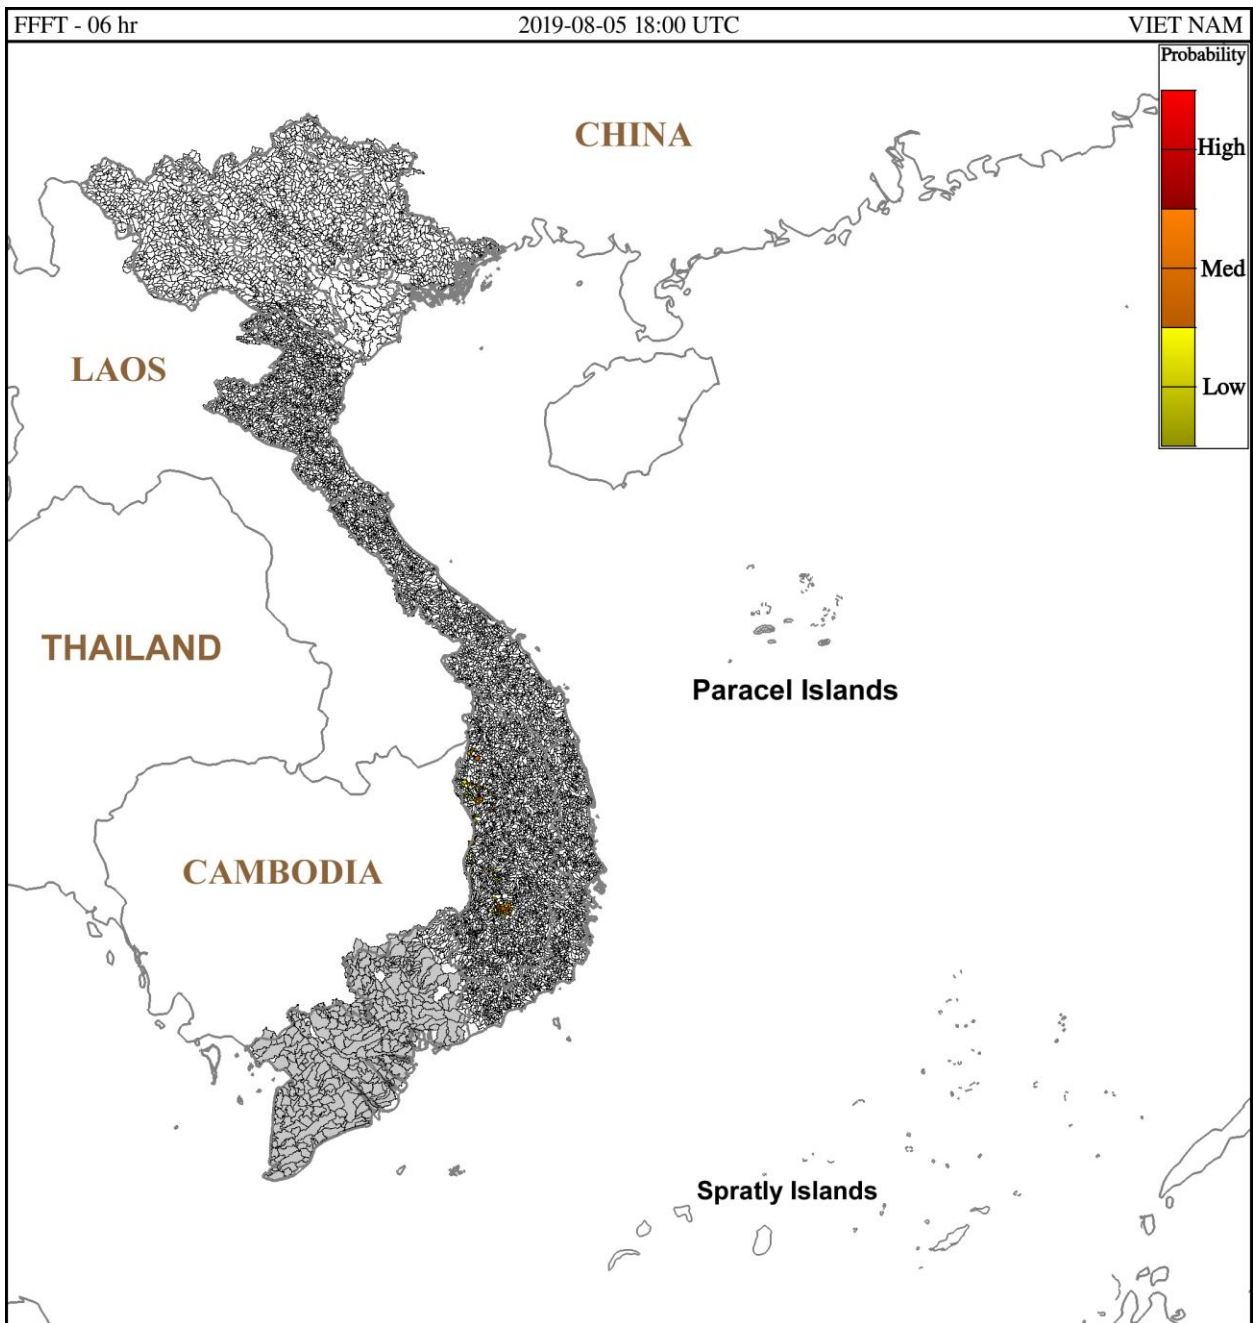 FFFT - 06 hr
2019-08-05 18:00 UTC
VIET NAM
Probability
CHINA
High
Med
LAOS
Low
THAILAND
Paracel Islands
CAMBODIA
Spratly Islands